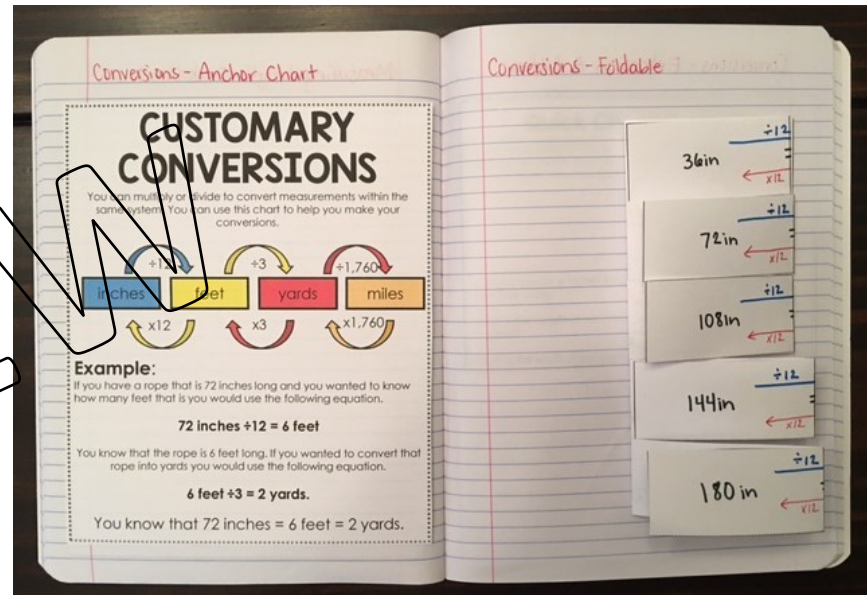 Conversions - Anchor Chart
CUSTOMARY
CONVERSIONS
You can multiply or divide to convert measurements within the
same system. You can use this chart to help you make your
conversions.
÷12 ÷3 ÷1,760
inches feet yards miles
x12 x3 x1,760
Example:
If you have a rope that is 72 inches long and you wanted to know
how many feet that is you would use the following equation.
72 inches ÷12 = 6 feet
You know that the rope is 6 feet long. If you wanted to convert that
rope into yards you would use the following equation.
6 feet ÷3 = 2 yards.
You know that 72 inches = 6 feet = 2 yards.
Conversions - Foldable
÷12
36in =
x12
÷12
72in =
x12
÷12
108in =
x12
÷12
144in =
x12
÷12
180in =
x12
W